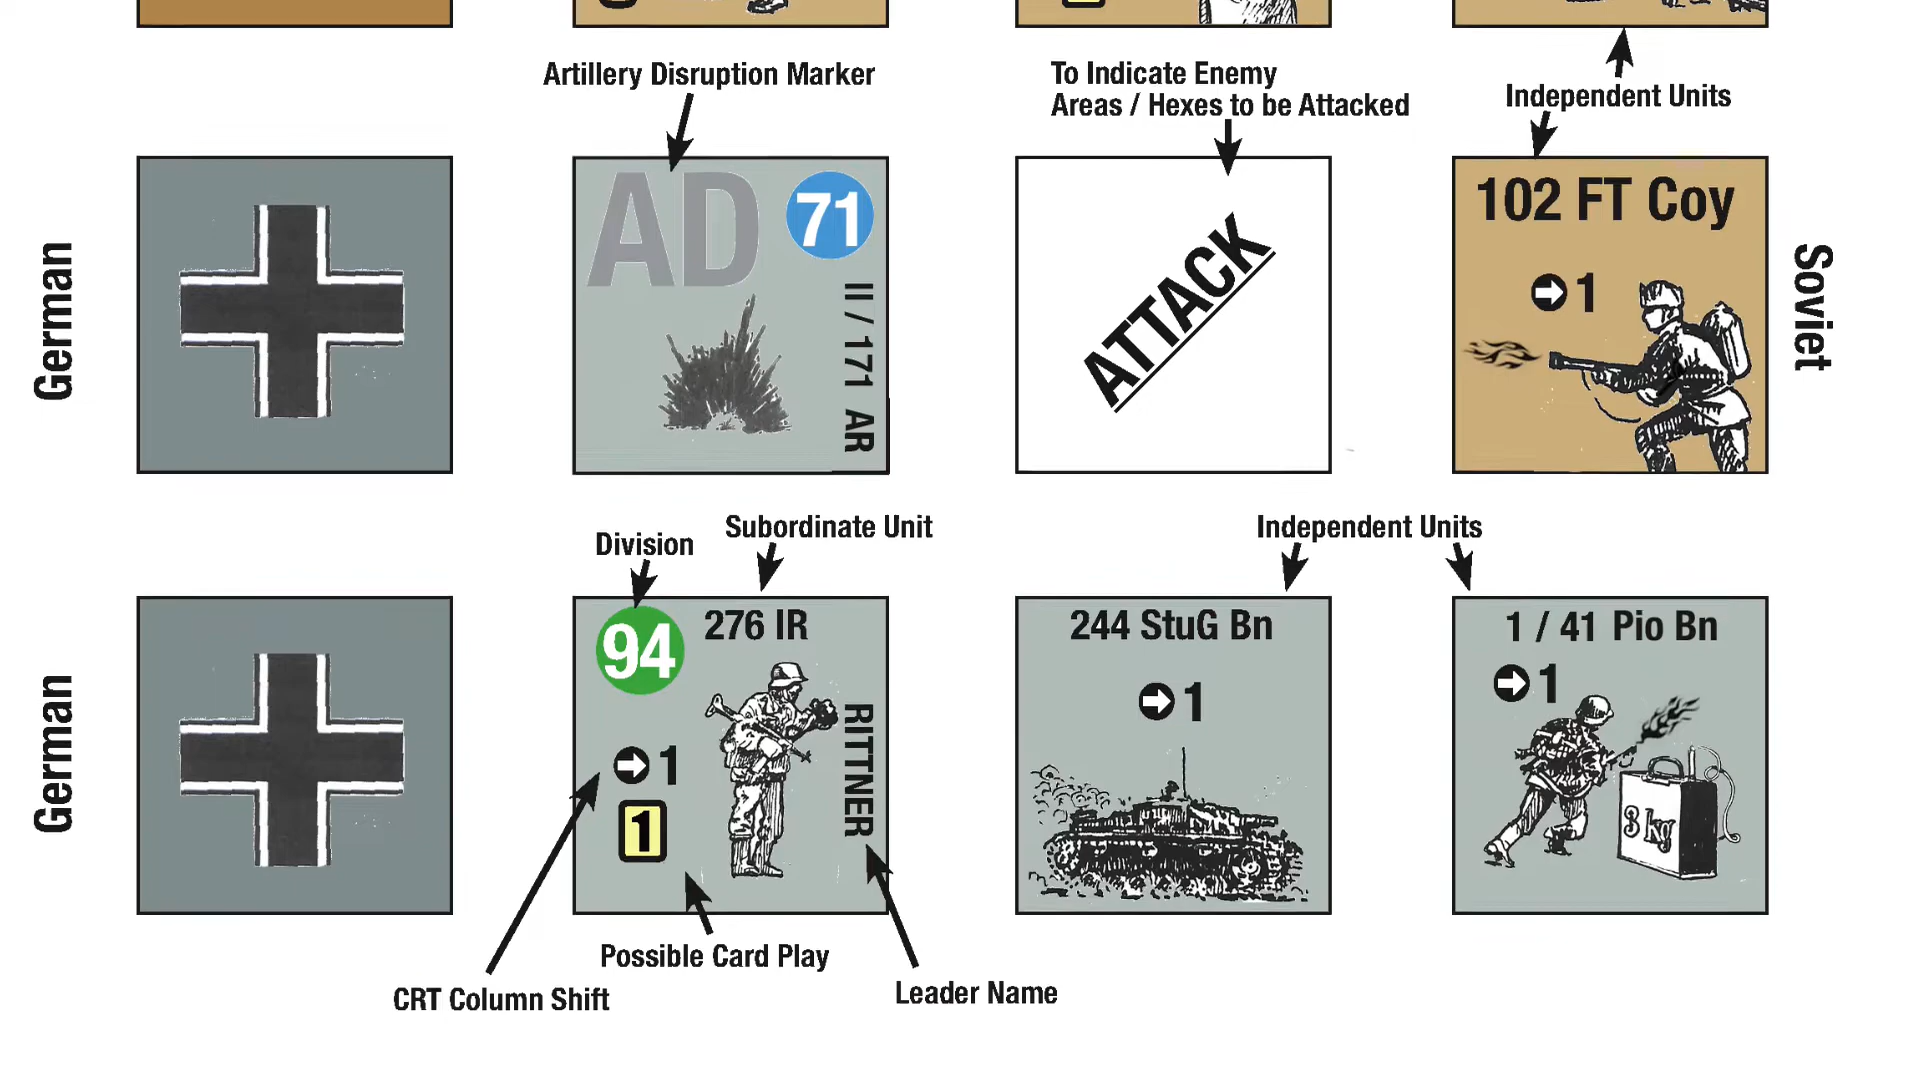 Artillery Disruption Marker
To Indicate Enemy
Areas / Hexes to be Attacked
Independent Units
German
AD
71
II / 171 AR
ATTACK
102 FT Coy
1
Soviet
Division
Subordinate Unit
Independent Units
German
94
276 IR
1
1
RITTNER
244 StuG Bn
1
1 / 41 Pio Bn
1
3 kg
Possible Card Play
CRT Column Shift
Leader Name